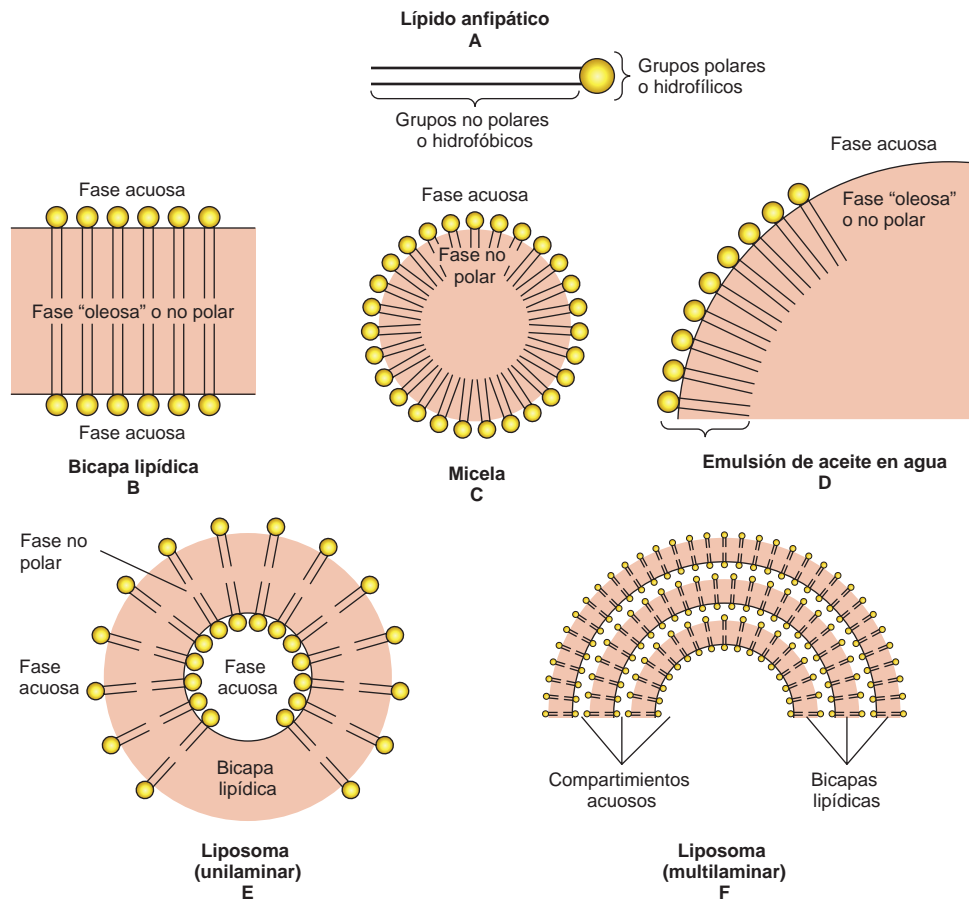 Lípido anfipático
A
Grupos polares
o hidrofílicos
Grupos no polares
o hidrofóbicos
Fase acuosa
Fase "oleosa" o no polar
Fase acuosa
Bicapa lipídica
B
Fase acuosa
Fase no
polar
Micela
C
Fase acuosa
Fase "oleosa"
o no polar
Emulsión de aceite en agua
D
Fase no
polar
Fase
acuosa
Fase
acuosa
Bicapa
lipídica
Liposoma
(unilaminar)
E
Compartimientos
acuosos
Bicapas
lipídicas
Liposoma
(multilaminar)
F